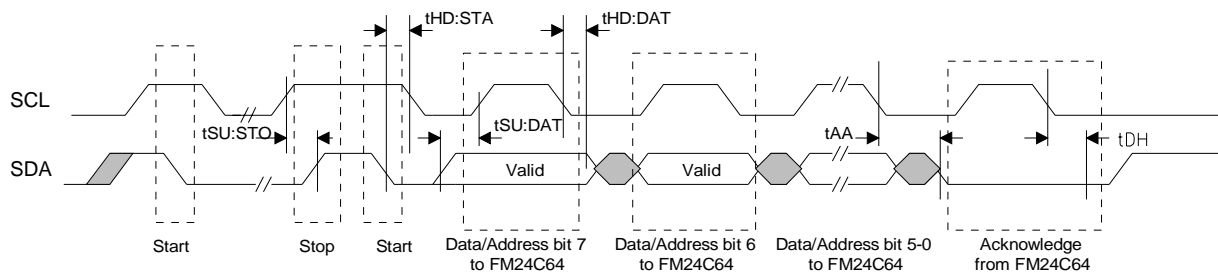 tHD:STA
tHD:DAT
SCL
tSU:STO
tSU:DAT
tAA
tDH
SDA
Valid
Valid
Start
Stop
Start
Data/Address bit 7
to FM24C64
Data/Address bit 6
to FM24C64
Data/Address bit 5-0
to FM24C64
Acknowledge
from FM24C64